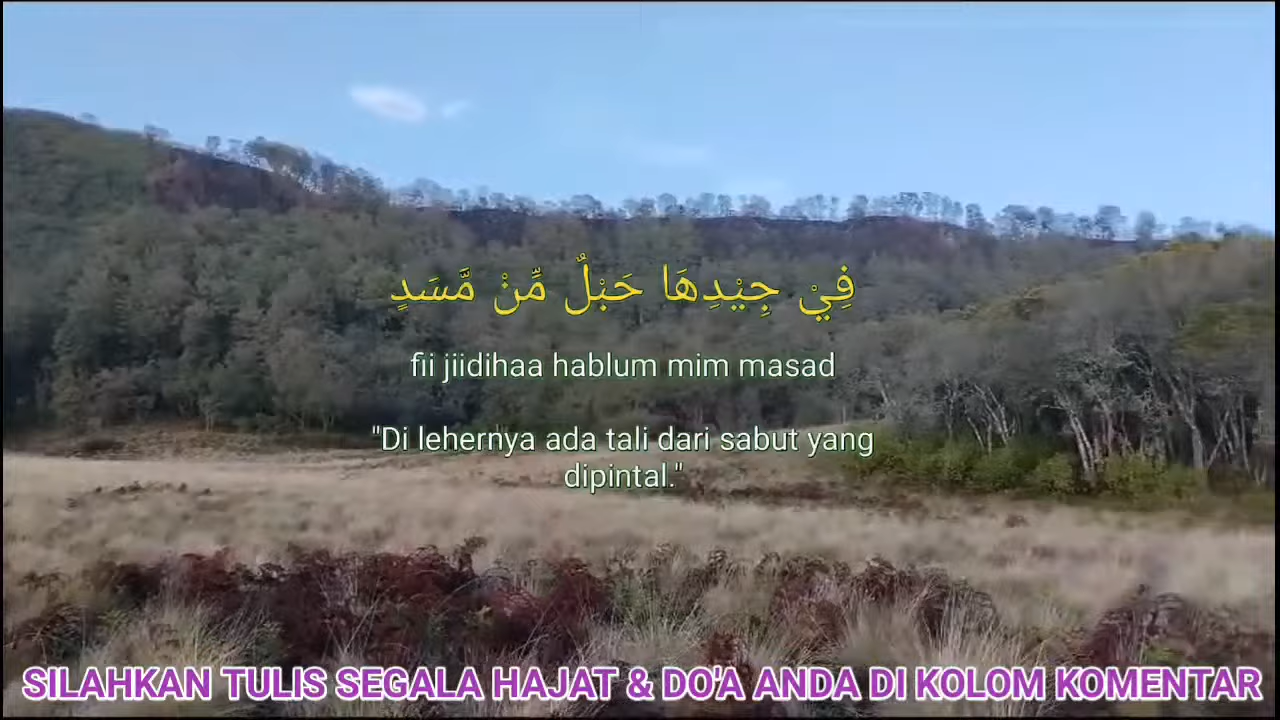 فِيْ جِيْدِهَا حَبْلٌ مِّنْ مَّسَدٍ
fii jiidihaa hablum mim masad
"Di lehernya ada tali dari sabut yang
dipintal."
SILAHKAN TULIS SEGALA HAJAT & DO'A ANDA DI KOLOM KOMENTAR